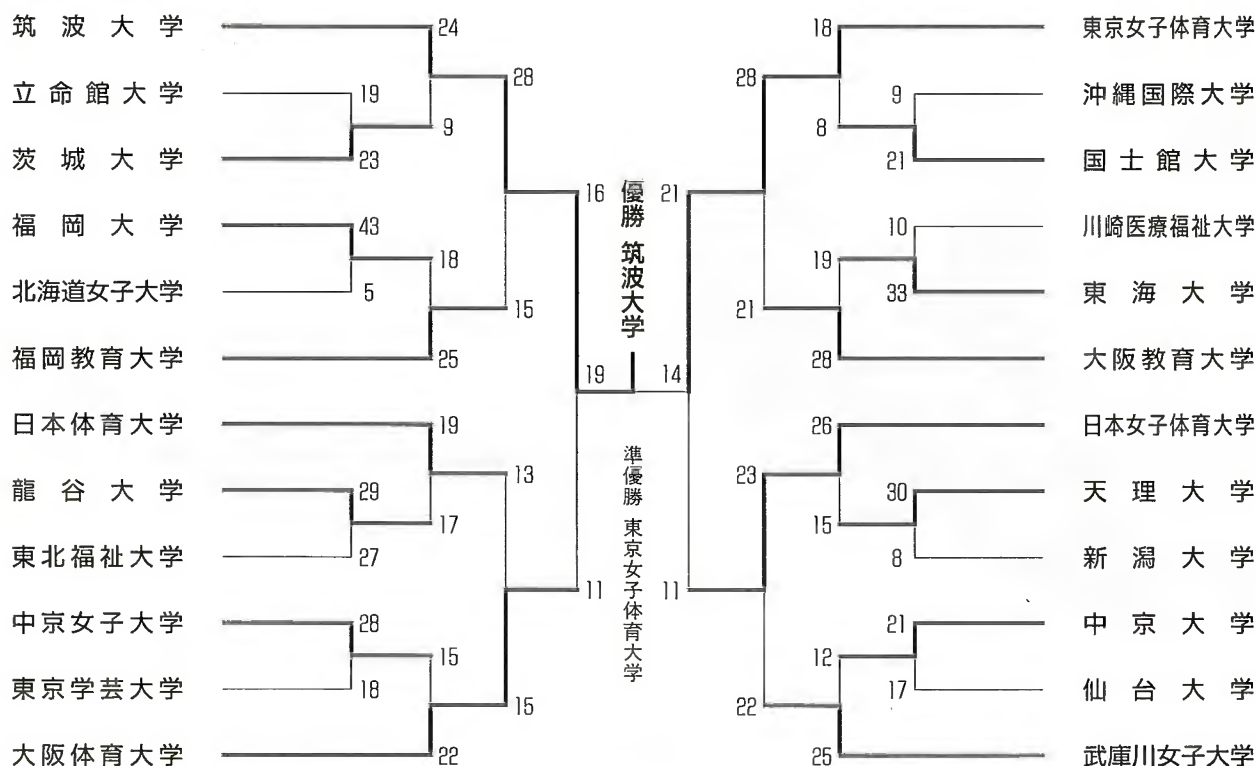 筑波大学 24
28
立命館大学 19
9
茨城大学 23
16
福岡大学 43
18
北海道女子大学 5
15
福岡教育大学 25
19
日本体育大学 19
13
龍谷大学 29
17
東北福祉大学 27
11
中京女子大学 28
15
東京学芸大学 18
15
大阪体育大学 22
優勝 筑波大学
準優勝 東京女子体育大学
18 東京女子体育大学
28
9 沖縄国際大学
8
21 国士館大学
21
10 川崎医療福祉大学
19
33 東海大学
21
28 大阪教育大学
14
26 日本女子体育大学
23
30 天理大学
15
8 新潟大学
11
21 中京大学
12
17 仙台大学
22
25 武庫川女子大学